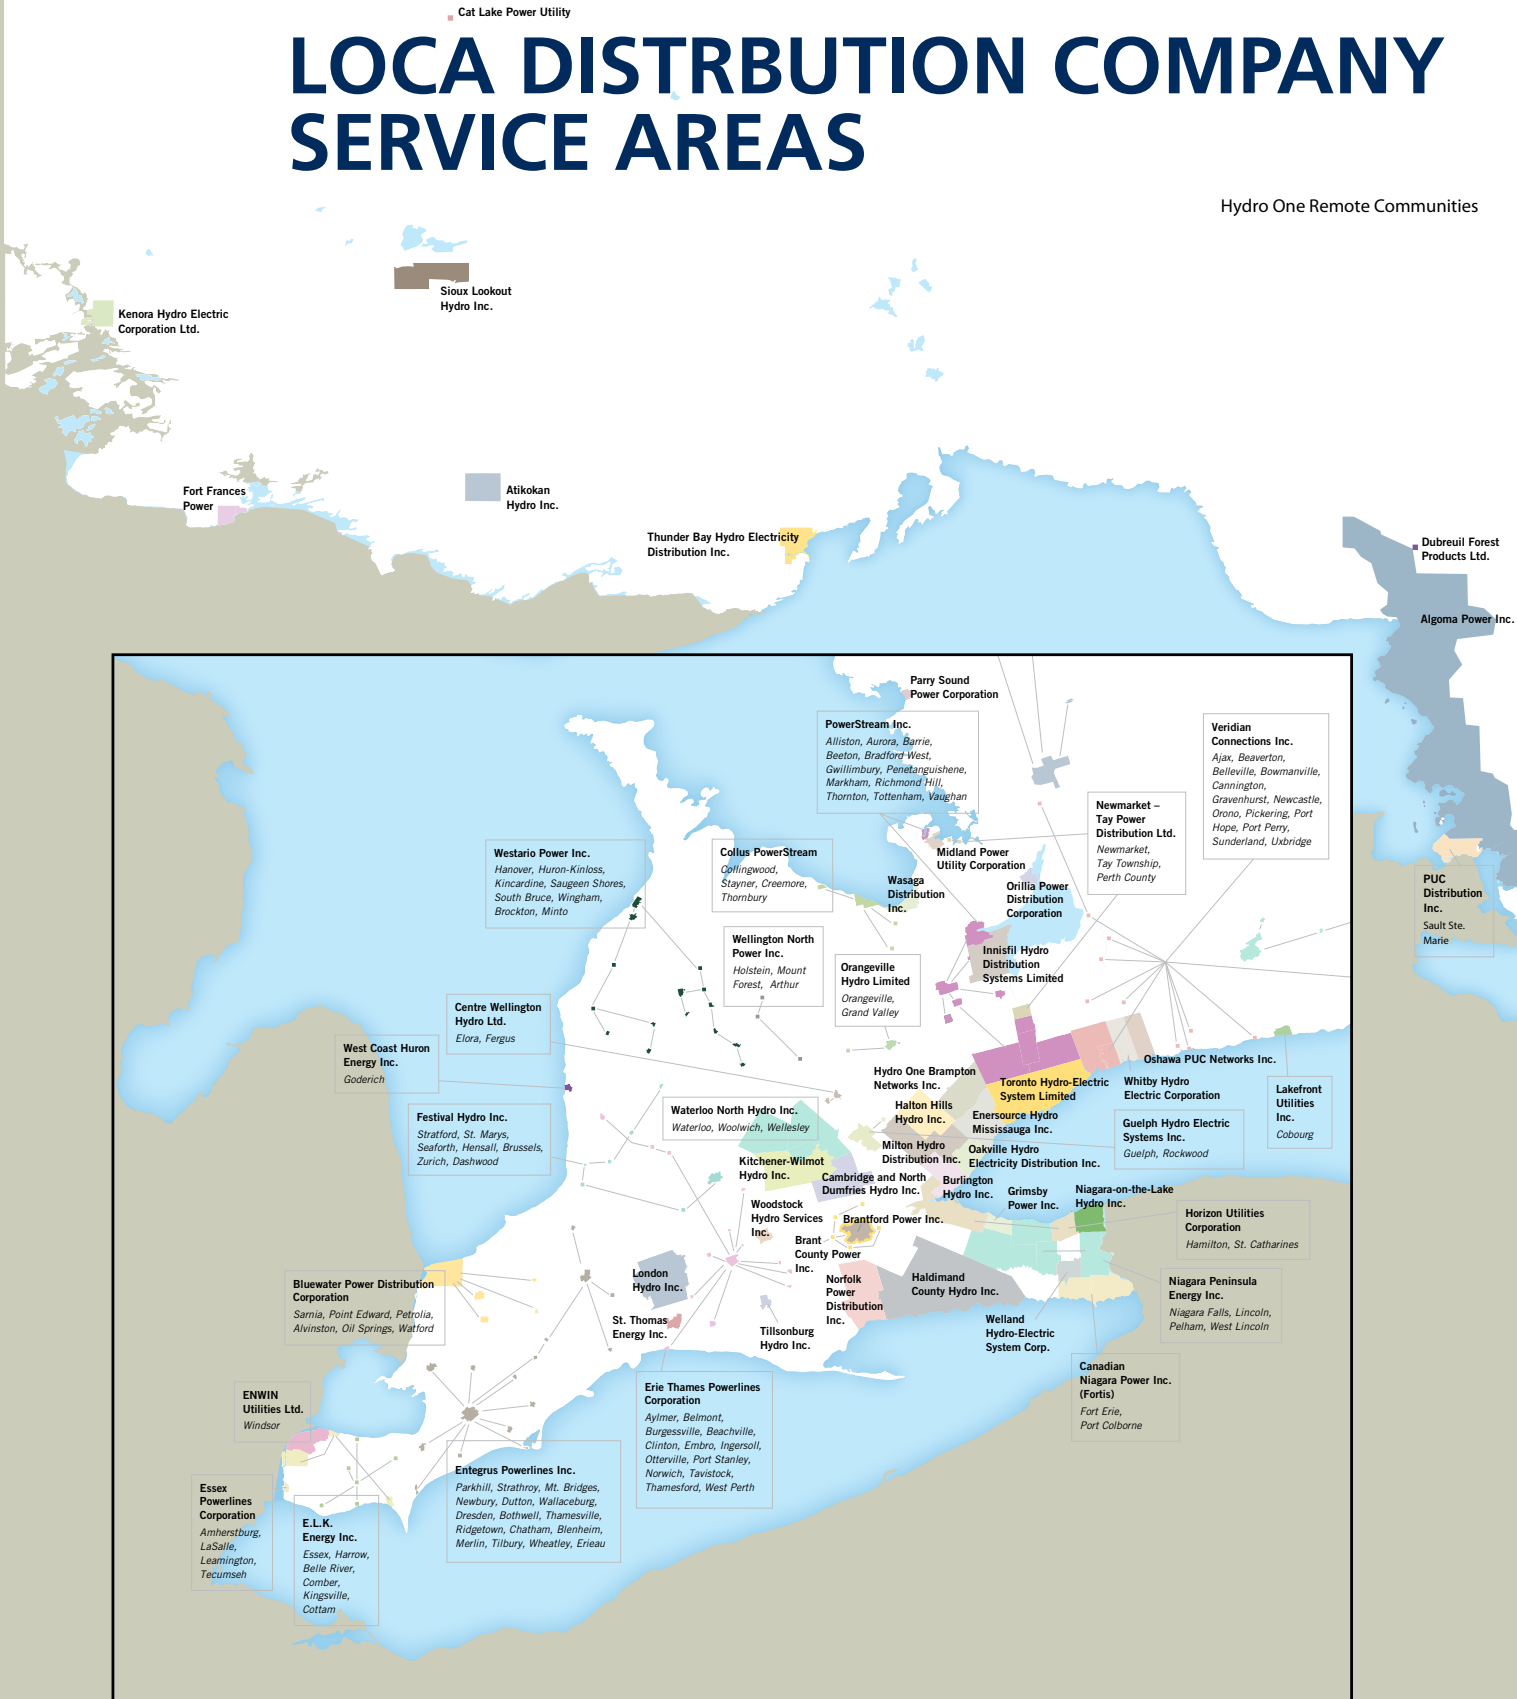 Cat Lake Power Utility
LOCA DISTRBUTION COMPANY
SERVICE AREAS
Hydro One Remote Communities
Sioux Lookout
Hydro Inc.
Kenora Hydro Electric
Corporation Ltd.
Fort Frances
Power
Atikokan
Hydro Inc.
Thunder Bay Hydro Electricity
Distribution Inc.
Dubreuil Forest
Products Ltd.
Algoma Power Inc.
PUC
Distribution
Inc.
Sault Ste.
Marie
Parry Sound
Power Corporation
PowerStream Inc.
Alliston, Aurora, Barrie,
Beeton, Bradford West,
Gwillimbury, Penetanguishene,
Markham, Richmond Hill,
Thornton, Tottenham, Vaughan
Veridian
Connections Inc.
Ajax, Beaverton,
Belleville, Bowmanville,
Cannington,
Gravenhurst, Newcastle,
Orono, Pickering, Port
Hope, Port Perry,
Sunderland, Uxbridge
Newmarket –
Tay Power
Distribution Ltd.
Newmarket,
Tay Township,
Perth County
Westario Power Inc.
Hanover, Huron-Kinloss,
Kincardine, Saugeen Shores,
South Bruce, Wingham,
Brockton, Minto
Collus PowerStream
Collingwood,
Stayner, Creemore,
Thornbury
Midland Power
Utility Corporation
Wasaga
Distribution
Inc.
Orillia Power
Distribution
Corporation
Wellington North
Power Inc.
Holstein, Mount
Forest, Arthur
Orangeville
Hydro Limited
Orangeville,
Grand Valley
Innisfil Hydro
Distribution
Systems Limited
Centre Wellington
Hydro Ltd.
Elora, Fergus
West Coast Huron
Energy Inc.
Goderich
Festival Hydro Inc.
Stratford, St. Marys,
Seaforth, Hensall, Brussels,
Zurich, Dashwood
Waterloo North Hydro Inc.
Waterloo, Woolwich, Wellesley
Hydro One Brampton
Networks Inc.
Toronto Hydro-Electric
System Limited
Oshawa PUC Networks Inc.
Whitby Hydro
Electric Corporation
Lakefront
Utilities
Inc.
Cobourg
Halton Hills
Hydro Inc.
Enersource Hydro
Mississauga Inc.
Guelph Hydro Electric
Systems Inc.
Guelph, Rockwood
Milton Hydro
Distribution Inc.
Oakville Hydro
Electricity Distribution Inc.
Kitchener-Wilmot
Hydro Inc.
Cambridge and North
Dumfries Hydro Inc.
Burlington
Hydro Inc.
Grimsby
Power Inc.
Niagara-on-the-Lake
Hydro Inc.
Horizon Utilities
Corporation
Hamilton, St. Catharines
Woodstock
Hydro Services
Inc.
Brantford Power Inc.
Brant
County Power
Inc.
Norfolk
Power
Distribution
Inc.
Haldimand
County Hydro Inc.
Niagara Peninsula
Energy Inc.
Niagara Falls, Lincoln,
Pelham, West Lincoln
Bluewater Power Distribution
Corporation
Sarnia, Point Edward, Petrolia,
Alvinston, Oil Springs, Watford
London
Hydro Inc.
St. Thomas
Energy Inc.
Tillsonburg
Hydro Inc.
Welland
Hydro-Electric
System Corp.
Canadian
Niagara Power Inc.
(Fortis)
Fort Erie,
Port Colborne
ENWIN
Utilities Ltd.
Windsor
Erie Thames Powerlines
Corporation
Aylmer, Belmont,
Burgessville, Beachville,
Clinton, Embro, Ingersoll,
Otterville, Port Stanley,
Norwich, Tavistock,
Thamesford, West Perth
Entegrus Powerlines Inc.
Parkhill, Strathroy, Mt. Bridges,
Newbury, Dutton, Wallaceburg,
Dresden, Bothwell, Thamesville,
Ridgetown, Chatham, Blenheim,
Merlin, Tilbury, Wheatley, Erieau
Essex
Powerlines
Corporation
Amherstburg,
LaSalle,
Leamington,
Tecumseh
E.L.K.
Energy Inc.
Essex, Harrow,
Belle River,
Comber,
Kingsville,
Cottam